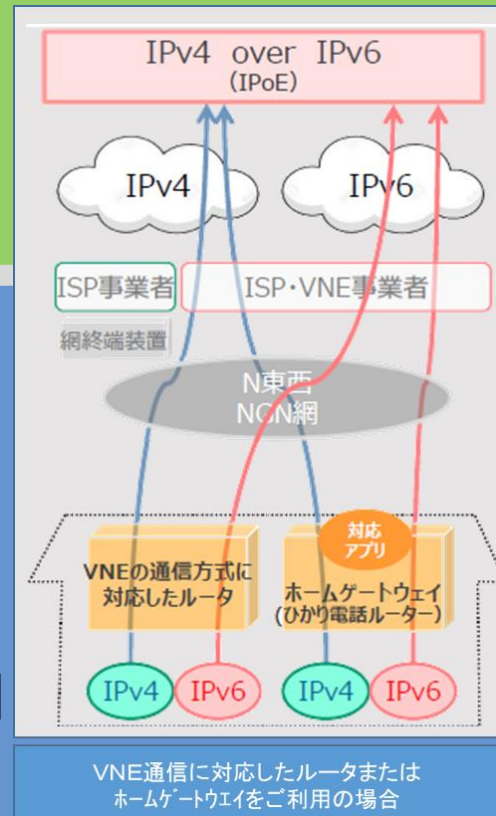 IPv4 over IPv6
(IPoE)
IPv4
IPv6
ISP事業者
ISP・VNE事業者
網終端装置
N東西
NGN網
対応
アプリ
VNEの通信方式に
対応したルータ
ホームゲートウェイ
(ひかり電話ルーター)
IPv4
IPv6
IPv4
IPv6
VNE通信に対応したルータまたは
ホームゲートウエイをご利用の場合